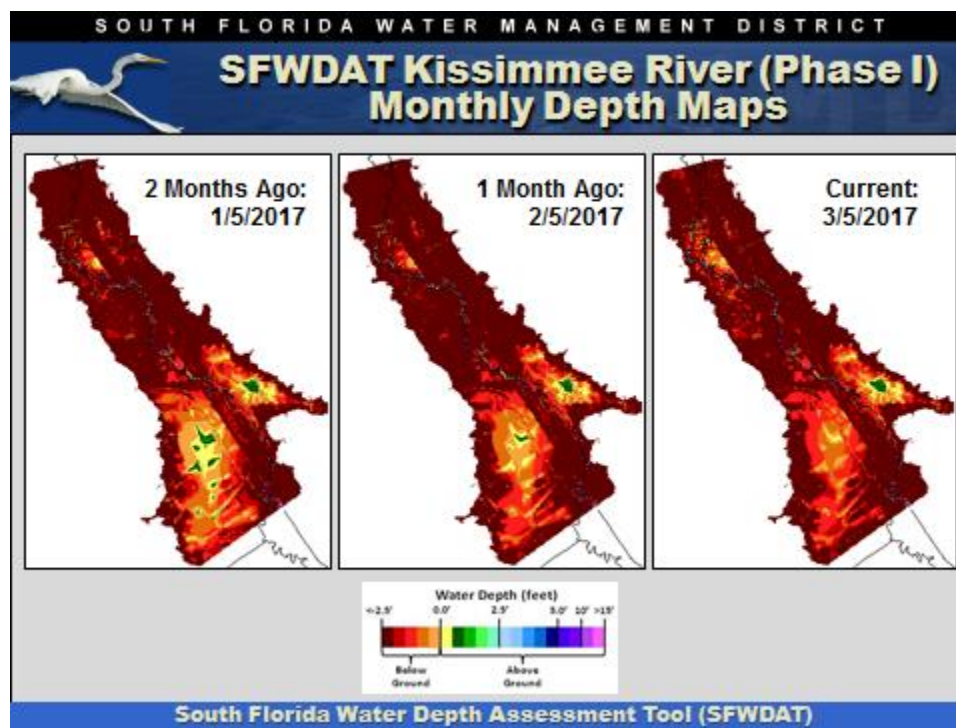 SOUTH FLORIDA WATER MANAGEMENT DISTRICT
SFWDAT Kissimmee River (Phase I)
Monthly Depth Maps
2 Months Ago:
1/5/2017
1 Month Ago:
2/5/2017
Current:
3/5/2017
Water Depth (feet)
<-2.5' 0.0' 2.5' 5.0' 10' >15'
Below
Ground
Above
Ground
South Florida Water Depth Assessment Tool (SFWDAT)